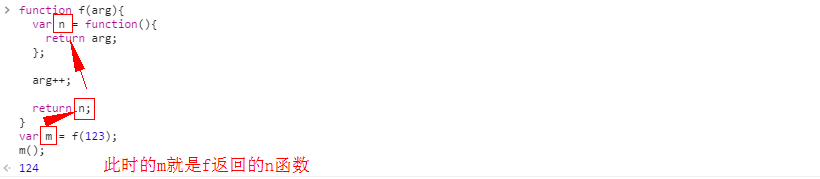 function f(arg){
var n = function(){
return arg;
};
arg++;
return n;
}
var m = f(123);
m();
124 此时的m就是f返回的n函数